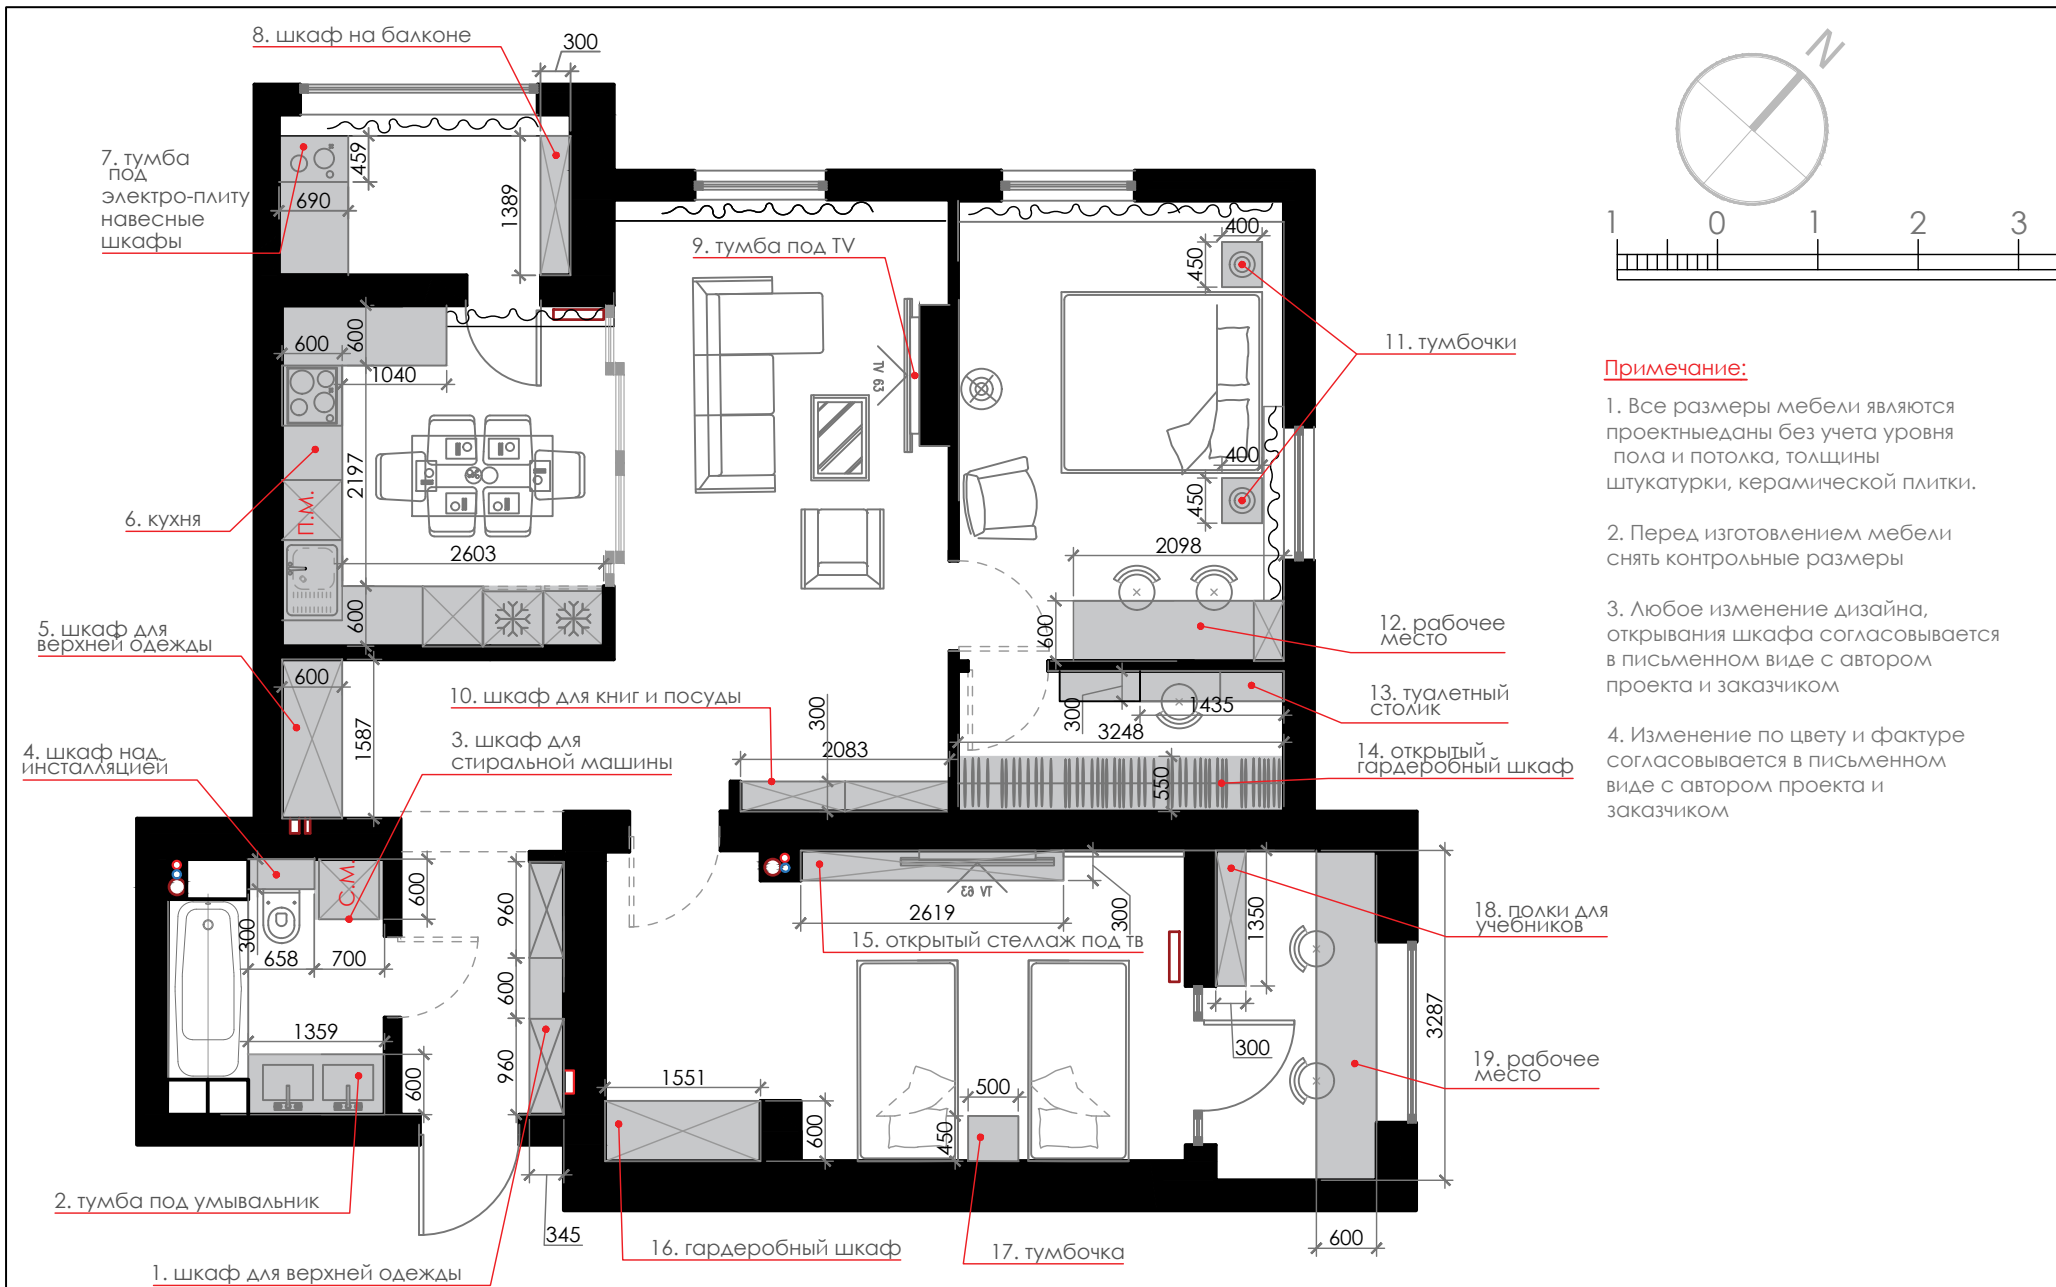 8. шкаф на балконе
300
N
7. тумба
под
электро-плиту
навесные
шкафы
459
690
1389
1 0 1 2 3
9. тумба под TV
400
450
11. тумбочки
600
600
1040
TV 63
Примечание:
1. Все размеры мебели являются
проектныеданы без учета уровня
пола и потолка, толщины
штукатурки, керамической плитки.
2. Перед изготовлением мебели
снять контрольные размеры
3. Любое изменение дизайна,
открывания шкафа согласовывается
в письменном виде с автором
проекта и заказчиком
4. Изменение по цвету и фактуре
согласовывается в письменном
виде с автором проекта и
заказчиком
2197
П.М.
6. кухня
2603
600
400
450
2098
600
12. рабочее
место
5. шкаф для
верхней одежды
600
1587
10. шкаф для книг и посуды
300
2083
300
1435
3248
13. туалетный
столик
14. открытый
гардеробный шкаф
550
4. шкаф над
инсталляцией
3. шкаф для
стиральной машины
С.М.
600
300
658
700
1359
600
960
600
960
345
TV 63
2619
300
15. открытый стеллаж под тв
1350
300
18. полки для
учебников
3287
19. рабочее
место
600
1551
600
500
450
2. тумба под умывальник
1. шкаф для верхней одежды
16. гардеробный шкаф
17. тумбочка